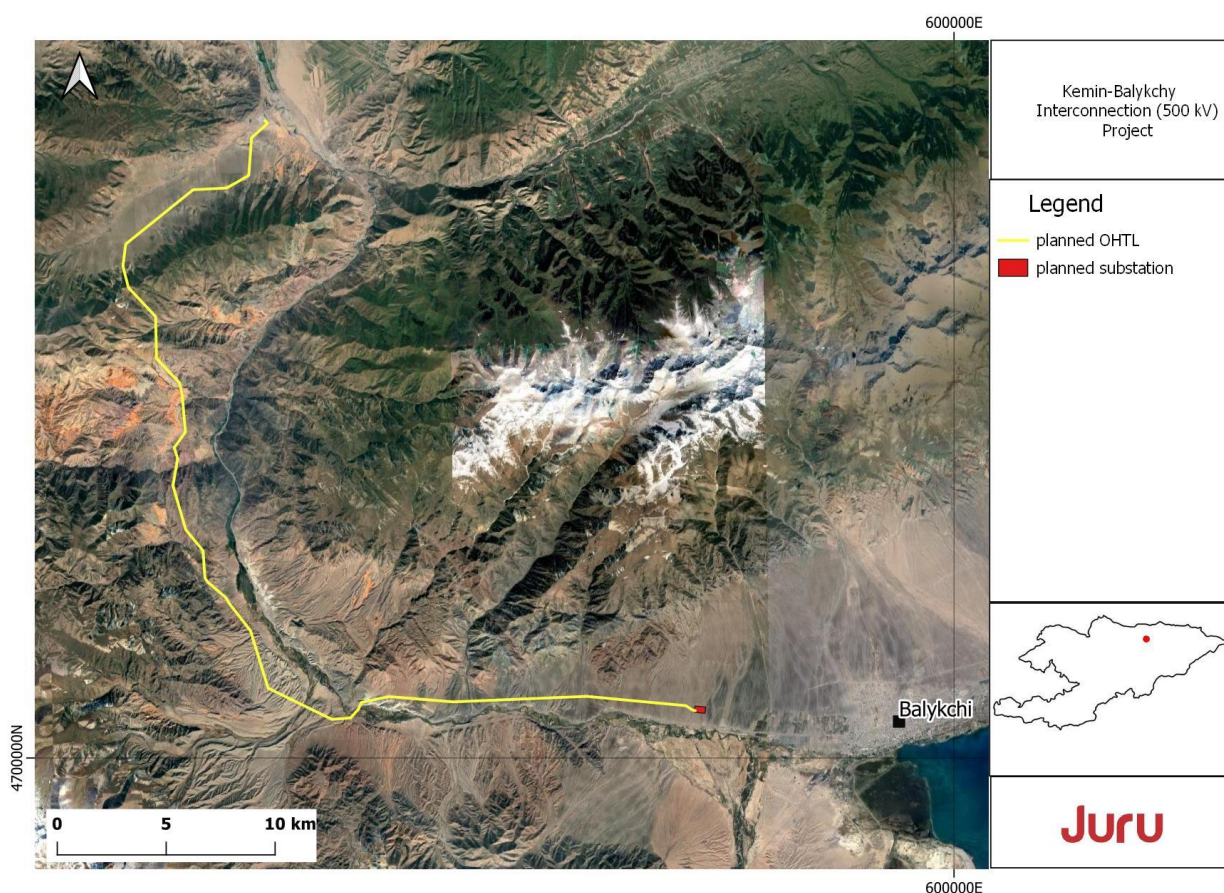 600000E
Kemin-Balykchy
Interconnection (500 kV)
Project
Legend
planned OHTL
planned substation
Balykchi
4700000N
0 5 10 km
Juru
600000E